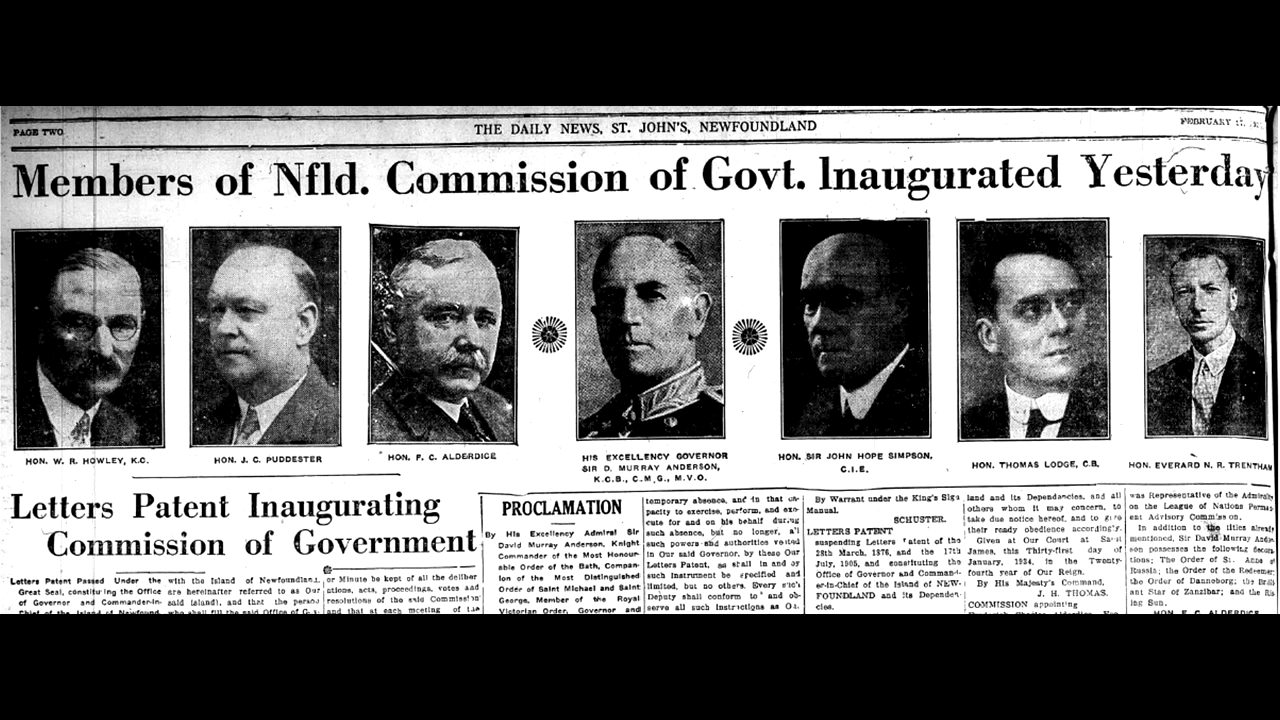 PAGE TWO
THE DAILY NEWS, ST. JOHN'S, NEWFOUNDLAND
FEBRUARY
Members of Nfld. Commission of Govt. Inaugurated Yesterday
HON. W. R. HOWLEY, K.C.
HON. J. C. PUDDESTER
HON. F. C. ALDERDICE
HIS EXCELLENCY GOVERNOR
SIR D. MURRAY ANDERSON,
K.C.B., C.M.G., M.V.O.
HON. SIR JOHN HOPE SIMPSON,
C.I.E.
HON. THOMAS LODGE, C.B.
HON. EVERARD N. R. TRENTHAM
Letters Patent Inaugurating
Commission of Government
Letters Patent Passed Under the
Great Seal, constituting the Office
of Governor and Commander-in-
Chief of the Island of Newfound
with the Island of Newfoundland,
are hereinafter referred to as Our
said Island), and that the person
who shall fill the said Office of
or Minute be kept of all the deliber
ations, acts, proceedings, votes and
resolutions of the said Commission
and that at each meeting of the
PROCLAMATION
By His Excellency Admiral Sir
David Murray Anderson, Knight
Commander of the Most Honour-
able Order of the Bath, Compan-
ion of the Most Distinguished
Order of Saint Michael and Saint
George, Member of the Royal
Victorian Order, Governor and
temporary absence, and in that ca-
pacity to exercise, perform, and exe-
cute for and on his behalf during
such absence, but no longer, all
such powers and authorities vested
in Our said Governor, by these Our
Letters Patent, as shall in and by
such instrument be specified and
limited, but no others. Every such
Deputy shall conform to and ob-
serve all such instructions as
By Warrant under the King's Sign
Manual.
SCHUSTER.
LETTERS PATENT
suspending Letters Patent of the
28th March, 1876, and the 17th
July, 1905, and constituting the
Office of Governor and Command-
er-in-Chief of the Island of NEW-
FOUNDLAND and its Dependen-
cies.
land and its Dependencies, and all
others whom it may concern, to
take due notice hereof, and to give
their ready obedience accordingly.
Given at Our Court at Saint
James, this Thirty-first day of
January, 1934, in the Twenty-
fourth year of Our Reign.
By His Majesty's Command,
J. H. THOMAS.
COMMISSION appointing
was Representative of the Admiralty
on the League of Nations Perman-
ent Advisory Commission.
In addition to the titles already
mentioned, Sir David Murray Ander-
son possesses the following decora-
tions; The Order of St. Anne of
Russia; the Order of the Redeemer;
the Order of Danneborg; the Brilli-
ant Star of Zanzibar; and the Ris-
ing Sun.
HON. F. C. ALDERDICE